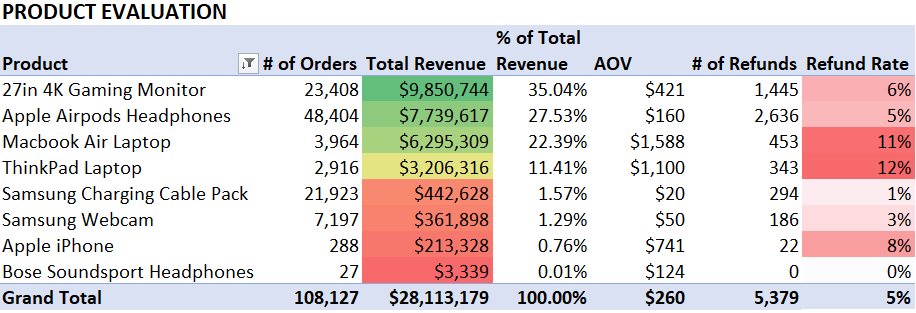 PRODUCT EVALUATION
% of Total
Product # of Orders Total Revenue Revenue AOV # of Refunds Refund Rate
27in 4K Gaming Monitor 23,408 $9,850,744 35.04% $421 1,445 6%
Apple Airpods Headphones 48,404 $7,739,617 27.53% $160 2,636 5%
Macbook Air Laptop 3,964 $6,295,309 22.39% $1,588 453 11%
ThinkPad Laptop 2,916 $3,206,316 11.41% $1,100 343 12%
Samsung Charging Cable Pack 21,923 $442,628 1.57% $20 294 1%
Samsung Webcam 7,197 $361,898 1.29% $50 186 3%
Apple iPhone 288 $213,328 0.76% $741 22 8%
Bose Soundsport Headphones 27 $3,339 0.01% $124 0 0%
Grand Total 108,127 $28,113,179 100.00% $260 5,379 5%